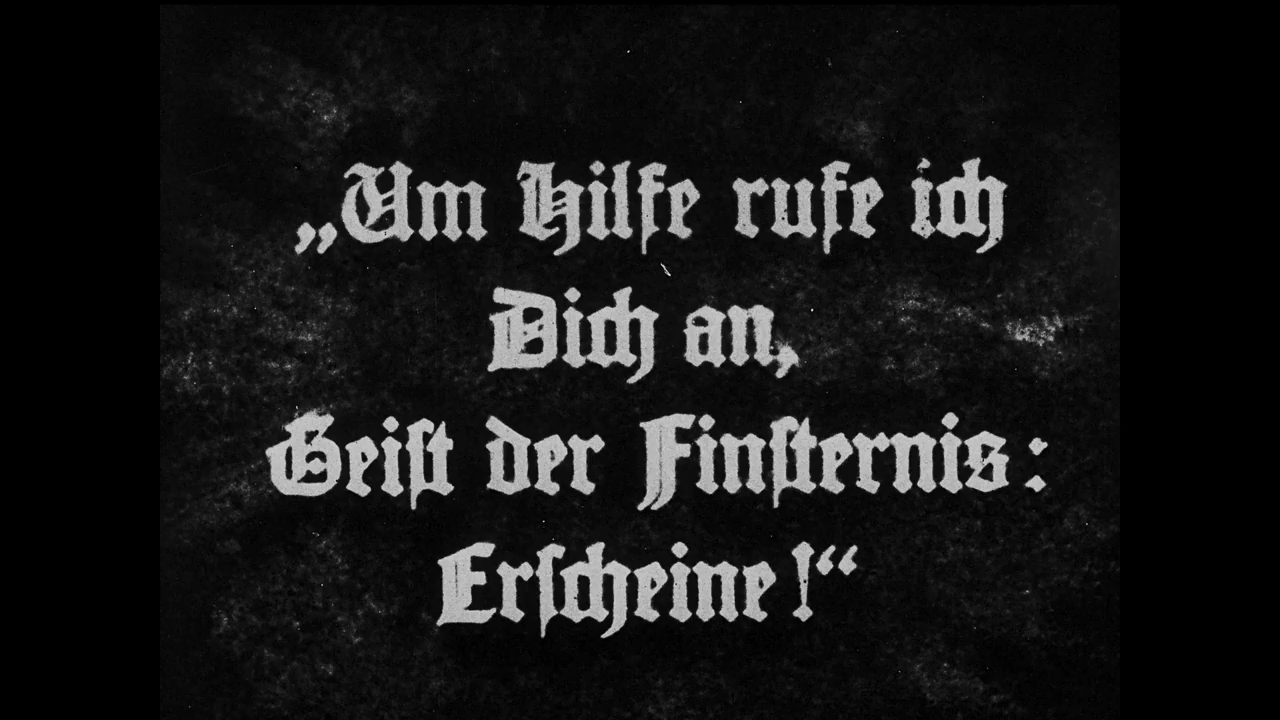 „Um Hilfe rufe ich
Dich an,
Geiſt der Finſternis:
Erſcheine!“